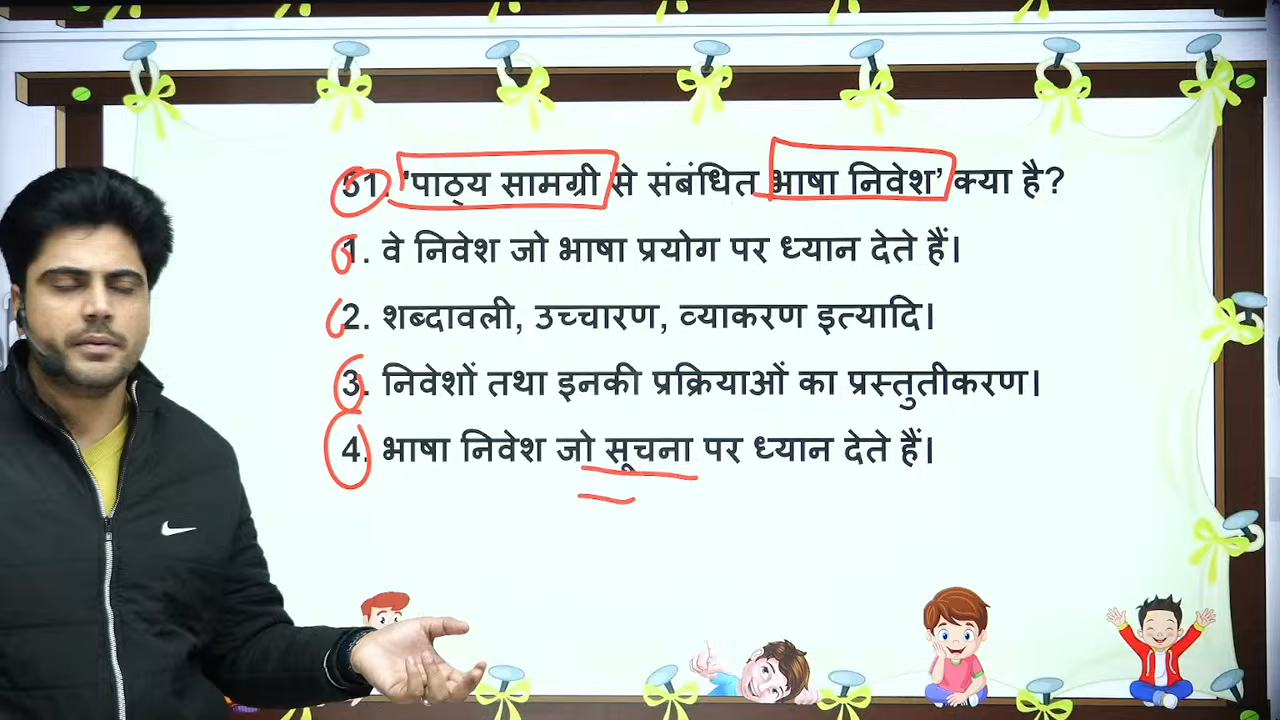 51. 'पाठ्य सामग्री से संबंधित भाषा निवेश' क्या है?
1. वे निवेश जो भाषा प्रयोग पर ध्यान देते हैं।
2. शब्दावली, उच्चारण, व्याकरण इत्यादि।
3. निवेशों तथा इनकी प्रक्रियाओं का प्रस्तुतीकरण।
4. भाषा निवेश जो सूचना पर ध्यान देते हैं।